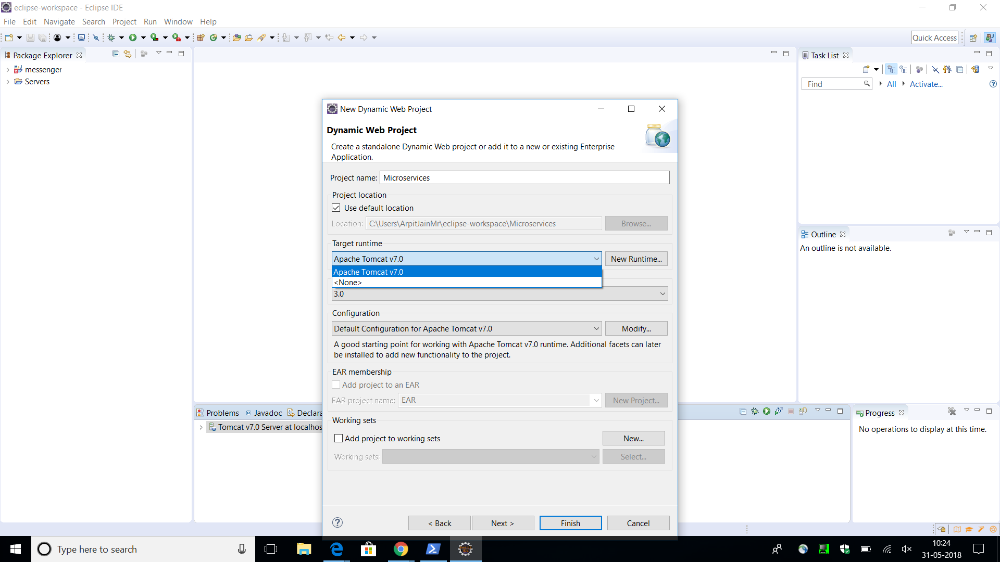 eclipse-workspace - Eclipse IDE
File Edit Navigate Search Project Run Window Help
Quick Access
Package Explorer
messenger
Servers
Task List
Find
All
Activate...
Outline
An outline is not available.
New Dynamic Web Project
Dynamic Web Project
Create a standalone Dynamic Web project or add it to a new or existing Enterprise
Application.
Project name: Microservices
Project location
Use default location
Location: C:\Users\ArpitJainMr\eclipse-workspace\Microservices Browse...
Target runtime
Apache Tomcat v7.0 New Runtime...
Apache Tomcat v7.0
<None>
3.0
Configuration
Default Configuration for Apache Tomcat v7.0 Modify...
A good starting point for working with Apache Tomcat v7.0 runtime. Additional facets can later
be installed to add new functionality to the project.
EAR membership
Add project to an EAR
EAR project name: EAR New Project...
Working sets
Add project to working sets New...
Working sets: Select...
< Back Next > Finish Cancel
Problems @ Javadoc Declara
Tomcat v7.0 Server at localhos
Progress
No operations to display at this time.
Type here to search
10:24
31-05-2018